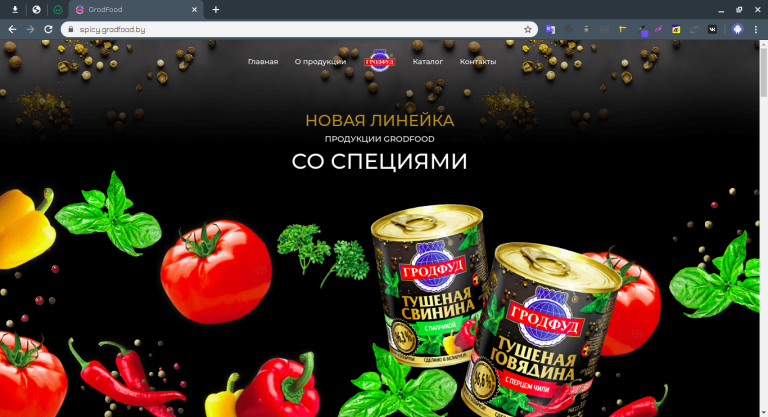 GrodFood
spicy.grodfood.by
Главная О продукции ГРОДФУД Каталог Контакты
НОВАЯ ЛИНЕЙКА
ПРОДУКЦИИ GRODFOOD
СО СПЕЦИЯМИ
ГРОДФУД
ТУШЕНАЯ
СВИНИНА
С ПАПРИКОЙ
СДЕЛАНО В БЕЛАРУСИ
ГРОДФУД
ТУШЕНАЯ
ГОВЯДИНА
С ПЕРЦЕМ ЧИЛИ